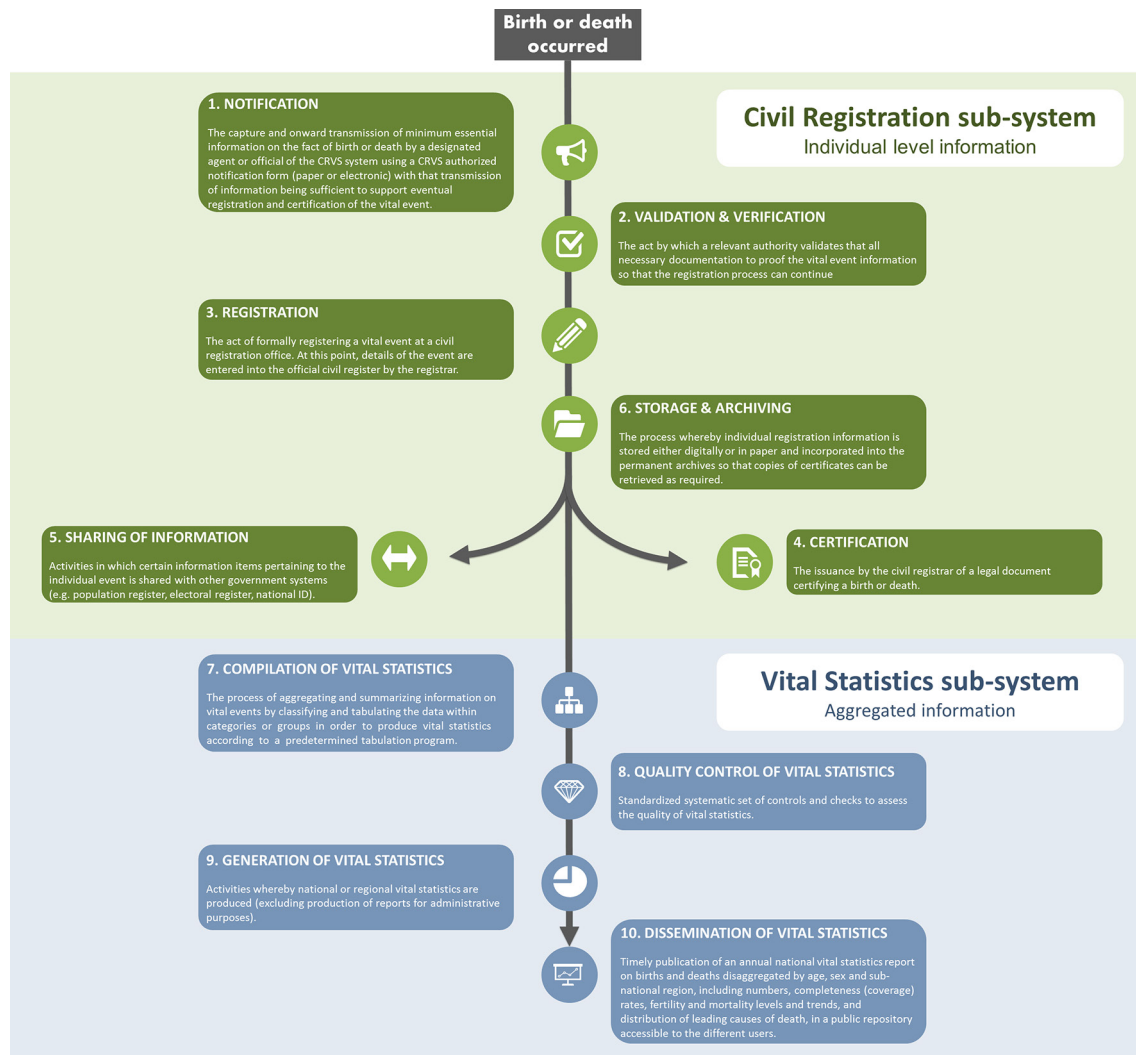 Birth or death
occurred
Civil Registration sub-system
Individual level information
1. NOTIFICATION
The capture and onward transmission of minimum essential
information on the fact of birth or death by a designated
agent or official of the CRVS system using a CRVS authorized
notification form (paper or electronic) with that transmission
of information being sufficient to support eventual
registration and certification of the vital event.
2. VALIDATION & VERIFICATION
The act by which a relevant authority validates that all
necessary documentation to proof the vital event information
so that the registration process can continue
3. REGISTRATION
The act of formally registering a vital event at a civil
registration office. At this point, details of the event are
entered into the official civil register by the registrar.
6. STORAGE & ARCHIVING
The process whereby individual registration information is
stored either digitally or in paper and incorporated into the
permanent archives so that copies of certificates can be
retrieved as required.
5. SHARING OF INFORMATION
Activities in which certain information items pertaining to the
individual event is shared with other government systems
(e.g. population register, electoral register, national ID).
4. CERTIFICATION
The issuance by the civil registrar of a legal document
certifying a birth or death.
Vital Statistics sub-system
Aggregated information
7. COMPILATION OF VITAL STATISTICS
The process of aggregating and summarizing information on
vital events by classifying and tabulating the data within
categories or groups in order to produce vital statistics
according to a predetermined tabulation program.
8. QUALITY CONTROL OF VITAL STATISTICS
Standardized systematic set of controls and checks to assess
the quality of vital statistics.
9. GENERATION OF VITAL STATISTICS
Activities whereby national or regional vital statistics are
produced (excluding production of reports for administrative
purposes).
10. DISSEMINATION OF VITAL STATISTICS
Timely publication of an annual national vital statistics report
on births and deaths disaggregated by age, sex and sub-
national region, including numbers, completeness (coverage)
rates, fertility and mortality levels and trends, and
distribution of leading causes of death, in a public repository
accessible to the different users.